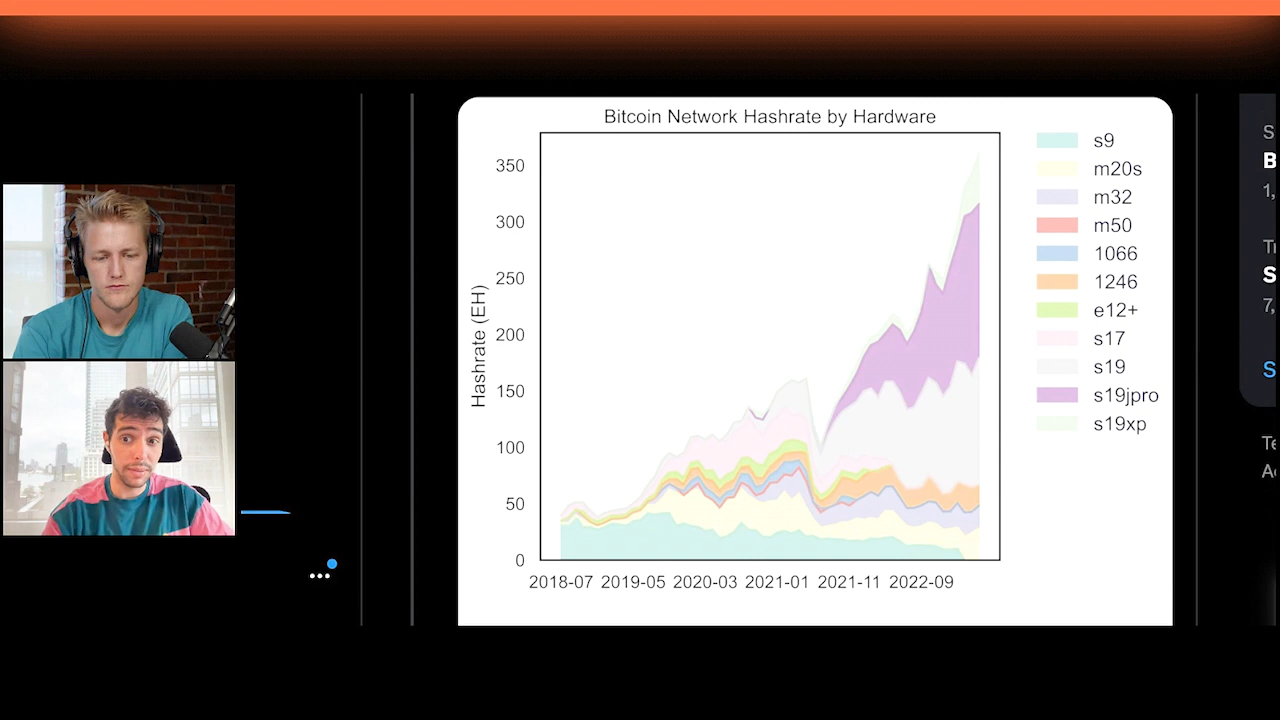 Bitcoin Network Hashrate by Hardware
Hashrate (EH)
350
300
250
200
150
100
50
0
2018-07 2019-05 2020-03 2021-01 2021-11 2022-09
s9
m20s
m32
m50
1066
1246
e12+
s17
s19
s19jpro
s19xp
S
B
1,
S
7,
S